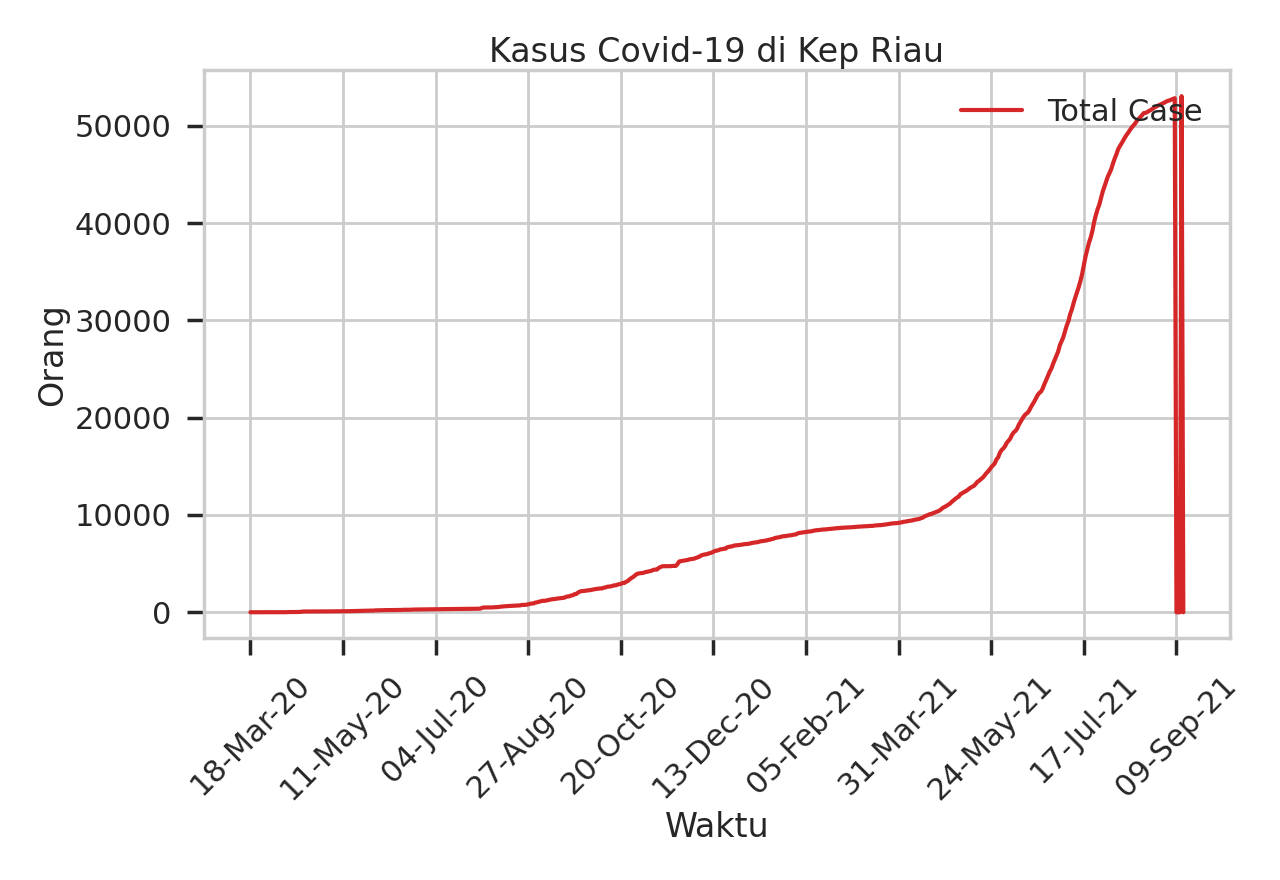 Kasus Covid-19 di Kep Riau
Total Case
Orang
50000
40000
30000
20000
10000
0
18-Mar-20
11-May-20
04-Jul-20
27-Aug-20
20-Oct-20
13-Dec-20
05-Feb-21
31-Mar-21
24-May-21
17-Jul-21
09-Sep-21
Waktu